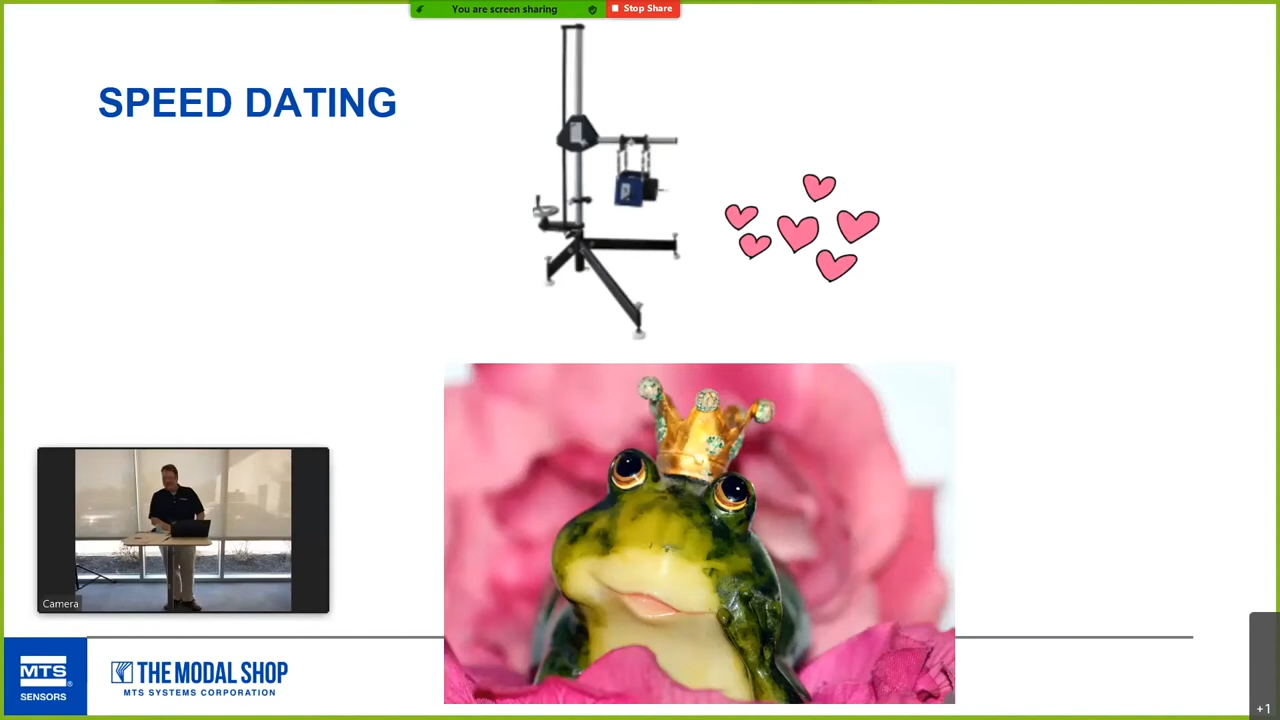 You are screen sharing
Stop Share
SPEED DATING
Camera
MTS®
SENSORS
THE MODAL SHOP
MTS SYSTEMS CORPORATION
+1